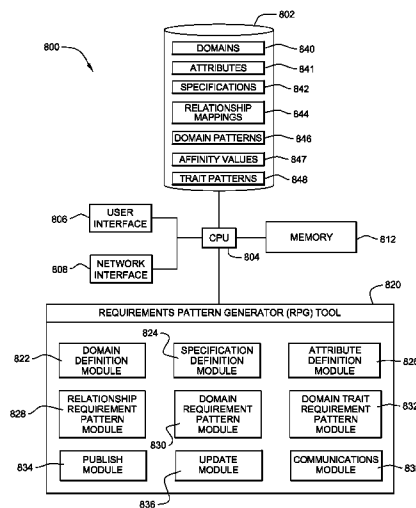 800
802
DOMAINS
840
ATTRIBUTES
841
SPECIFICATIONS
842
RELATIONSHIP
MAPPINGS
844
DOMAIN PATTERNS
846
AFFINITY VALUES
847
TRAIT PATTERNS
848
806
USER
INTERFACE
CPU
804
MEMORY
812
808
NETWORK
INTERFACE
820
REQUIREMENTS PATTERN GENERATOR (RPG) TOOL
822
DOMAIN
DEFINITION
MODULE
824
SPECIFICATION
DEFINITION
MODULE
ATTRIBUTE
DEFINITION
MODULE
826
828
RELATIONSHIP
REQUIREMENT
PATTERN
MODULE
830
DOMAIN
REQUIREMENT
PATTERN
MODULE
DOMAIN TRAIT
REQUIREMENT
PATTERN
MODULE
832
834
PUBLISH
MODULE
UPDATE
MODULE
836
COMMUNICATIONS
MODULE